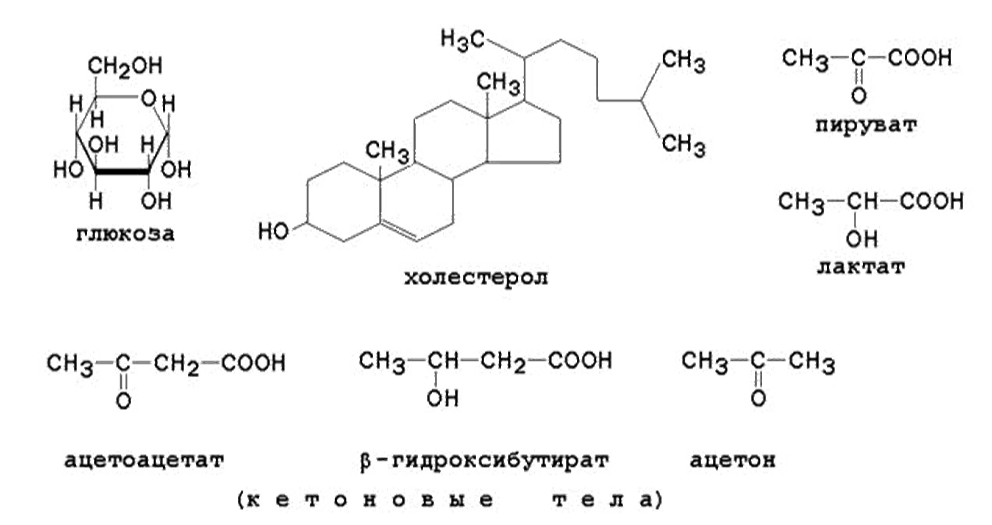 CH2OH
O
H H
H
OH H
HO OH
H OH
глюкоза
H3C
CH3
CH3
CH3
CH3
HO
холестерол
CH3—C—COOH
O
пируват
CH3—CH—COOH
OH
лактат
CH3—C—CH2—COOH
O
ацетоацетат
CH3—CH—CH2—COOH
OH
β-гидроксибутират
CH3—C—CH3
O
ацетон
(к е т о н о в ы е т е л а)